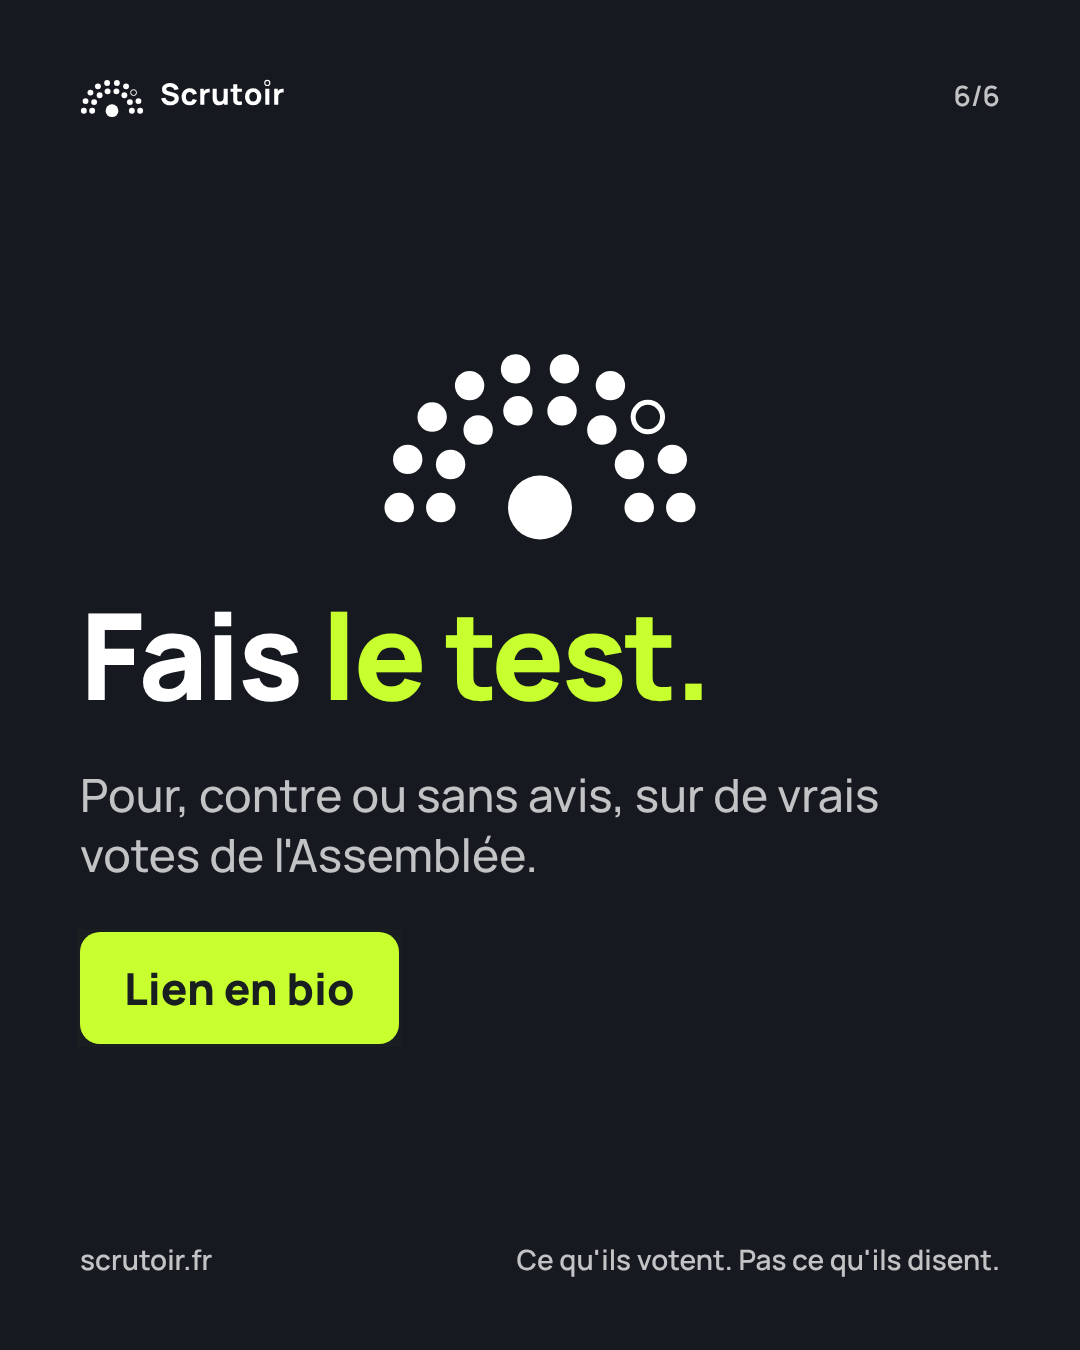 Scrutoir
6/6
Fais le test.
Pour, contre ou sans avis, sur de vrais
votes de l'Assemblée.
Lien en bio
scrutoir.fr
Ce qu'ils votent. Pas ce qu'ils disent.